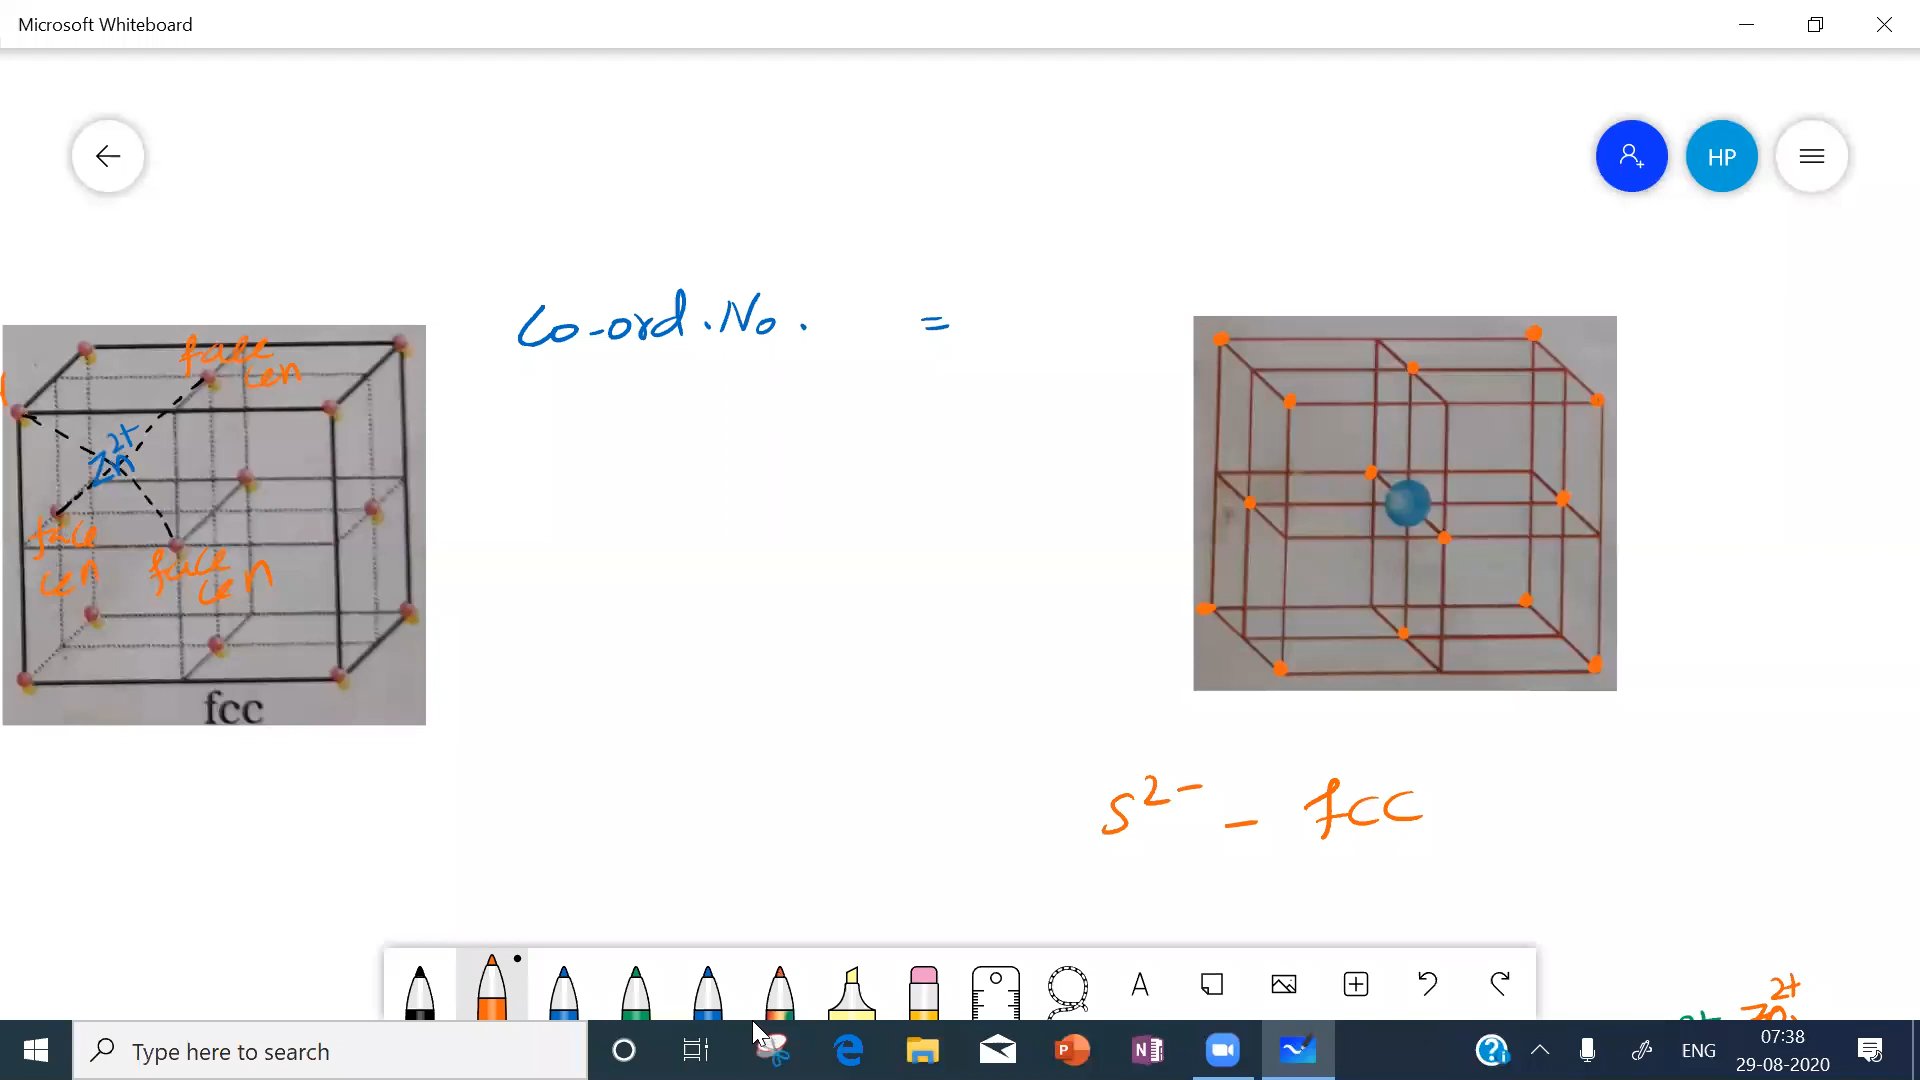 Microsoft Whiteboard
HP
Co-ord. No. =
face
cen
Zn2+
face
cen
face
cen
fcc
S2- - fcc
2+
A
Type here to search
ENG
07:38
29-08-2020